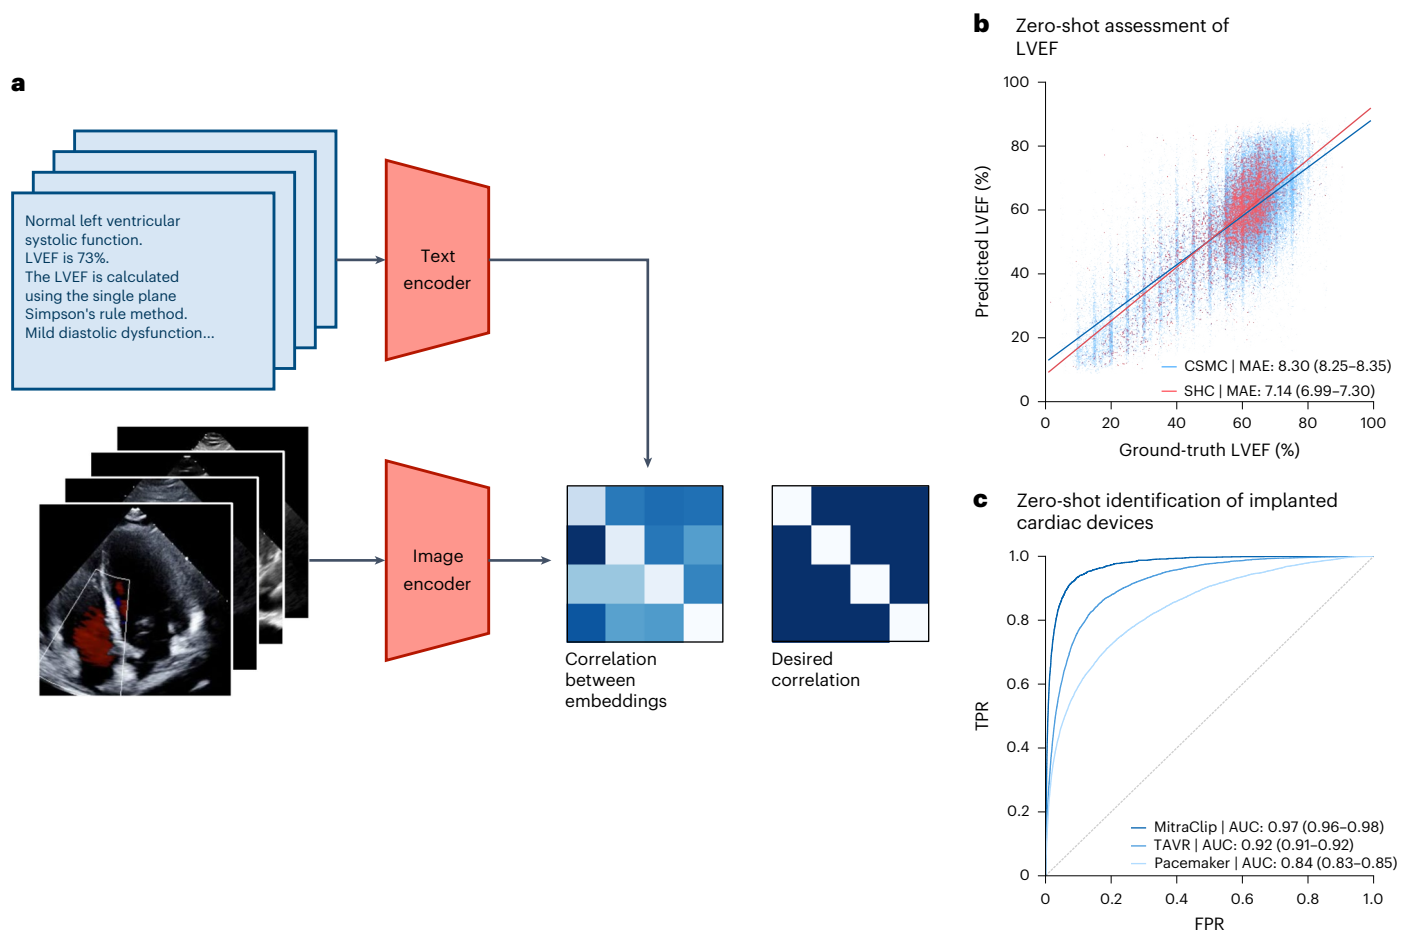 a
Normal left ventricular
systolic function.
LVEF is 73%.
The LVEF is calculated
using the single plane
Simpson's rule method.
Mild diastolic dysfunction...
Text
encoder
Image
encoder
Correlation
between
embeddings
Desired
correlation
b Zero-shot assessment of
LVEF
100
80
60
40
20
0
Predicted LVEF (%)
CSMC | MAE: 8.30 (8.25–8.35)
SHC | MAE: 7.14 (6.99–7.30)
0 20 40 60 80 100
Ground-truth LVEF (%)
c Zero-shot identification of implanted
cardiac devices
1.0
0.8
0.6
0.4
0.2
0
TPR
MitraClip | AUC: 0.97 (0.96–0.98)
TAVR | AUC: 0.92 (0.91–0.92)
Pacemaker | AUC: 0.84 (0.83–0.85)
0 0.2 0.4 0.6 0.8 1.0
FPR